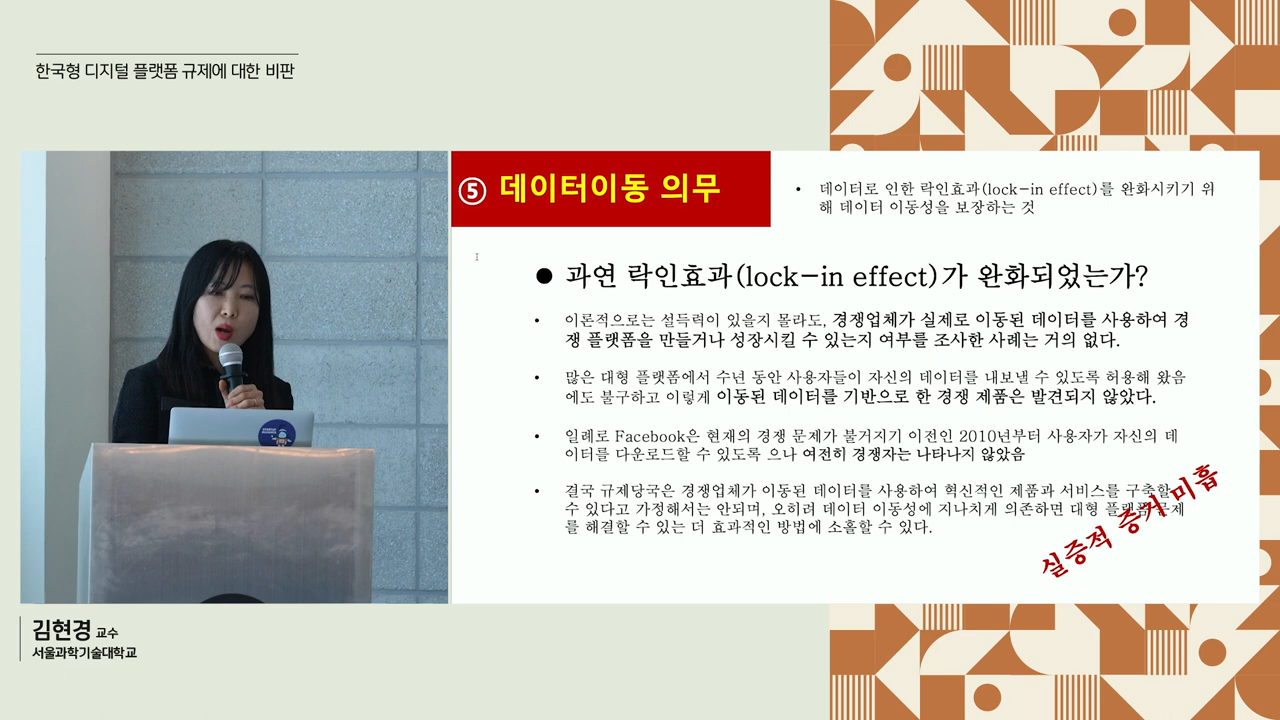 한국형 디지털 플랫폼 규제에 대한 비판
⑤ 데이터이동 의무
• 데이터로 인한 락인효과(lock-in effect)를 완화시키기 위
해 데이터 이동성을 보장하는 것
● 과연 락인효과(lock-in effect)가 완화되었는가?
• 이론적으로는 설득력이 있을지 몰라도, 경쟁업체가 실제로 이동된 데이터를 사용하여 경
쟁 플랫폼을 만들거나 성장시킬 수 있는지 여부를 조사한 사례는 거의 없다.
• 많은 대형 플랫폼에서 수년 동안 사용자들이 자신의 데이터를 내보낼 수 있도록 허용해 왔음
에도 불구하고 이렇게 이동된 데이터를 기반으로 한 경쟁 제품은 발견되지 않았다.
• 일례로 Facebook은 현재의 경쟁 문제가 불거지기 이전인 2010년부터 사용자가 자신의 데
이터를 다운로드할 수 있도록 으나 여전히 경쟁자는 나타나지 않았음
• 결국 규제당국은 경쟁업체가 이동된 데이터를 사용하여 혁신적인 제품과 서비스를 구축할
수 있다고 가정해서는 안되며, 오히려 데이터 이동성에 지나치게 의존하면 대형 플랫폼 문제
를 해결할 수 있는 더 효과적인 방법에 소홀할 수 있다.
실증적 증거 미흡
김현경 교수
서울과학기술대학교